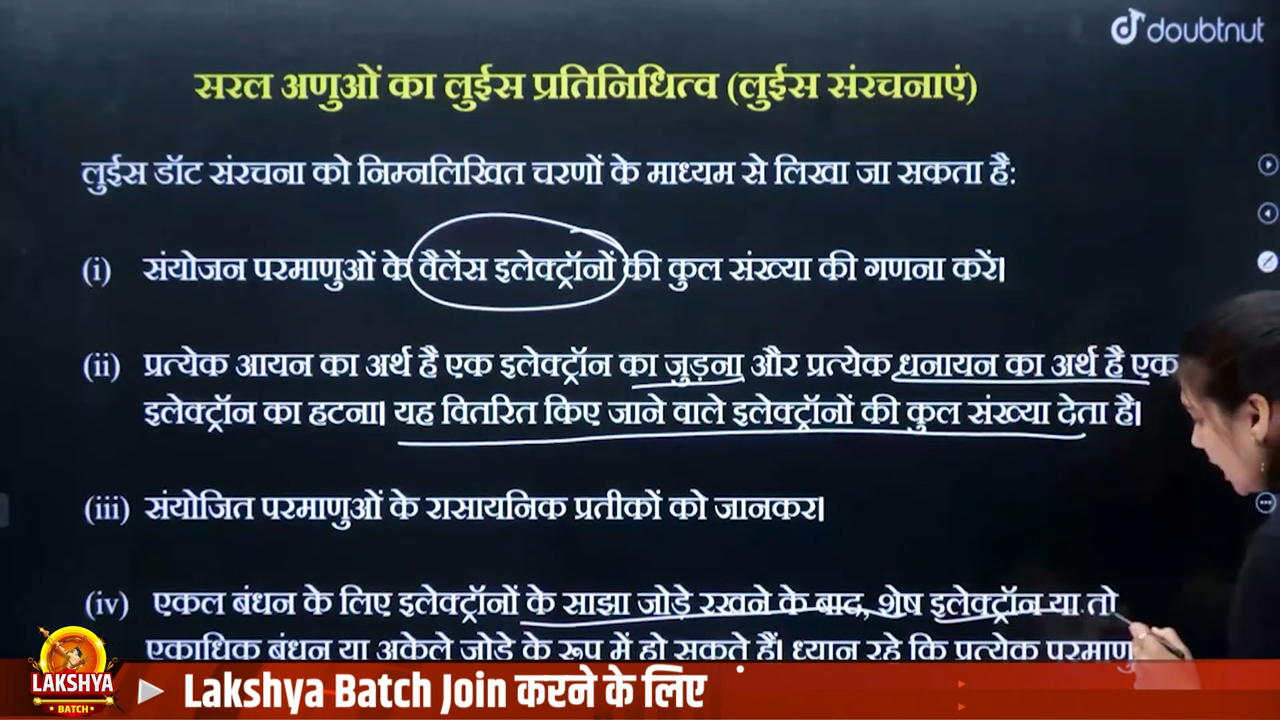 doubtnut
सरल अणुओं का लुईस प्रतिनिधित्व (लुईस संरचनाएं)
लुईस डॉट संरचना को निम्नलिखित चरणों के माध्यम से लिखा जा सकता है:
(i) संयोजन परमाणुओं के वैलेंस इलेक्ट्रॉनों की कुल संख्या की गणना करें।
(ii) प्रत्येक आयन का अर्थ है एक इलेक्ट्रॉन का जुड़ना और प्रत्येक धनायन का अर्थ है एक
इलेक्ट्रॉन का हटना। यह वितरित किए जाने वाले इलेक्ट्रॉनों की कुल संख्या देता है।
(iii) संयोजित परमाणुओं के रासायनिक प्रतीकों को जानकर।
(iv) एकल बंधन के लिए इलेक्ट्रॉनों के साझा जोड़े रखने के बाद, शेष इलेक्ट्रॉन या तो
एकाधिक बंधन या अकेले जोड़े के रूप में हो सकते हैं। ध्यान रहे कि प्रत्येक
LAKSHYA
BATCH
Lakshya Batch Join करने के लिए